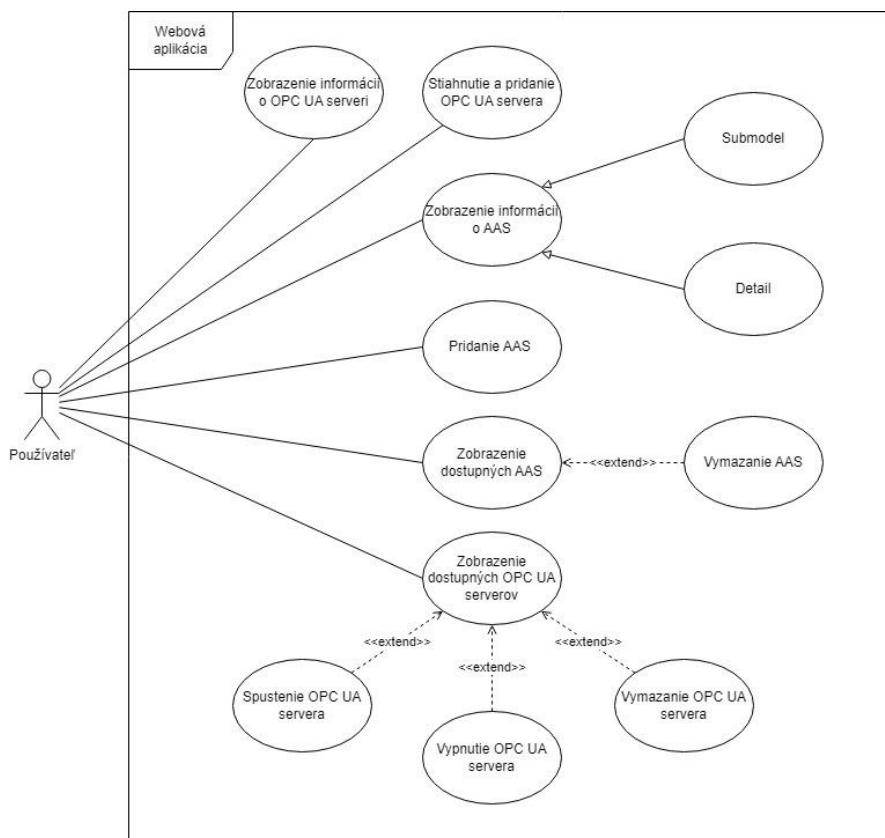 Webová
aplikácia
Zobrazenie informácií
o OPC UA serveri
Stiahnutie a pridanie
OPC UA servera
Submodel
Zobrazenie informácií
o AAS
Detail
Pridanie AAS
Používateľ
Zobrazenie
dostupných AAS
<<extend>>
Vymazanie AAS
Zobrazenie
dostupných OPC UA
serverov
<<extend>>
<<extend>>
<<extend>>
Spustenie OPC UA
servera
Vypnutie OPC UA
servera
Vymazanie OPC UA
servera